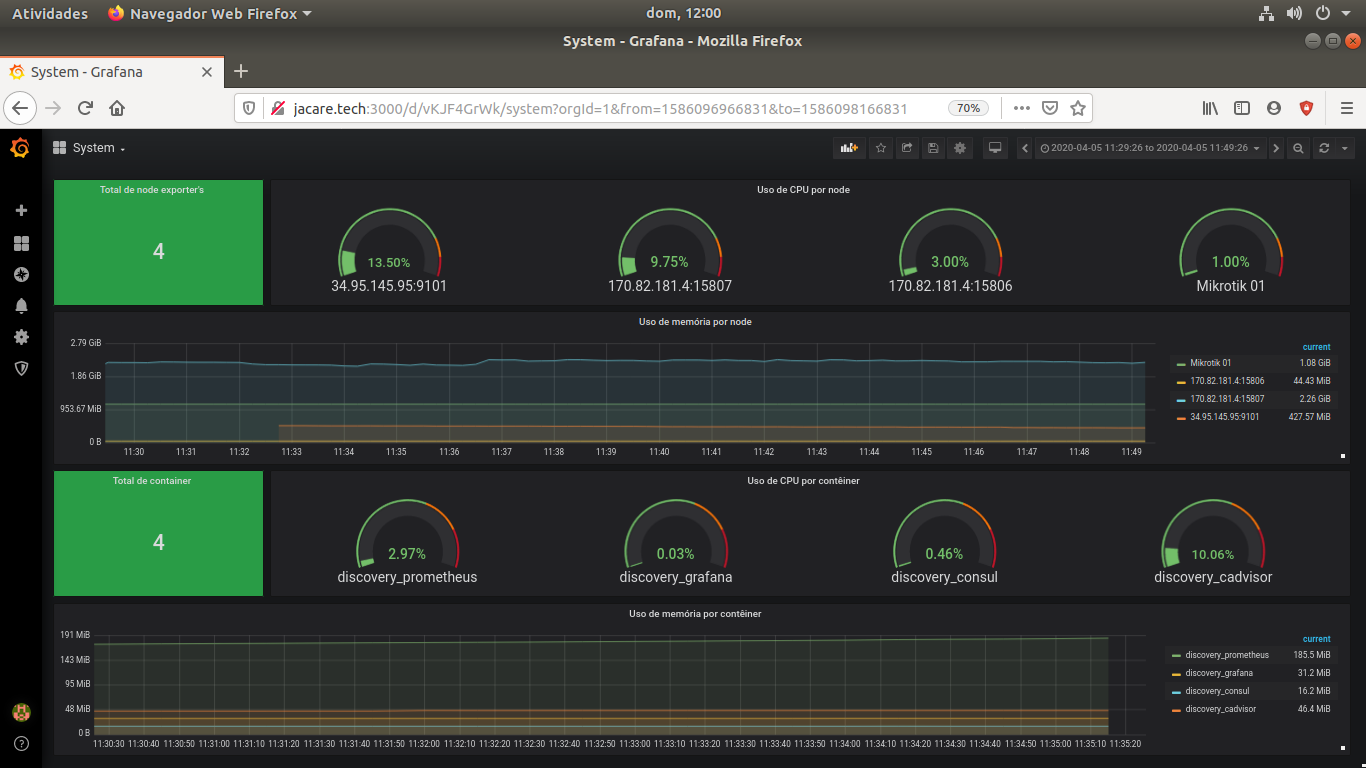 Atividades Navegador Web Firefox dom, 12:00
System - Grafana - Mozilla Firefox
System - Grafana
jacare.tech:3000/d/vKJF4GrWk/system?orgId=1&from=1586096966831&to=1586098166831 70%
System 2020-04-05 11:29:26 to 2020-04-05 11:49:26
Total de node exporter's
4
Uso de CPU por node
13.50% 9.75% 3.00% 1.00%
34.95.145.95:9101 170.82.181.4:15807 170.82.181.4:15806 Mikrotik 01
Uso de memória por node
2.79 GiB
1.86 GiB
953.67 MiB
0 B
11:30 11:31 11:32 11:33 11:34 11:35 11:36 11:37 11:38 11:39 11:40 11:41 11:42 11:43 11:44 11:45 11:46 11:47 11:48 11:49
current
Mikrotik 01 1.08 GiB
170.82.181.4:15806 44.43 MiB
170.82.181.4:15807 2.26 GiB
34.95.145.95:9101 427.57 MiB
Total de container
4
Uso de CPU por contêiner
2.97% 0.03% 0.46% 10.06%
discovery_prometheus discovery_grafana discovery_consul discovery_cadvisor
Uso de memória por contêiner
191 MiB
143 MiB
95 MiB
48 MiB
0 B
11:30:30 11:30:40 11:30:50 11:31:00 11:31:10 11:31:20 11:31:30 11:31:40 11:31:50 11:32:00 11:32:10 11:32:20 11:32:30 11:32:40 11:32:50 11:33:00 11:33:10 11:33:20 11:33:30 11:33:40 11:33:50 11:34:00 11:34:10 11:34:20 11:34:30 11:34:40 11:34:50 11:35:00 11:35:10 11:35:20
current
discovery_prometheus 185.5 MiB
discovery_grafana 31.2 MiB
discovery_consul 16.2 MiB
discovery_cadvisor 46.4 MiB